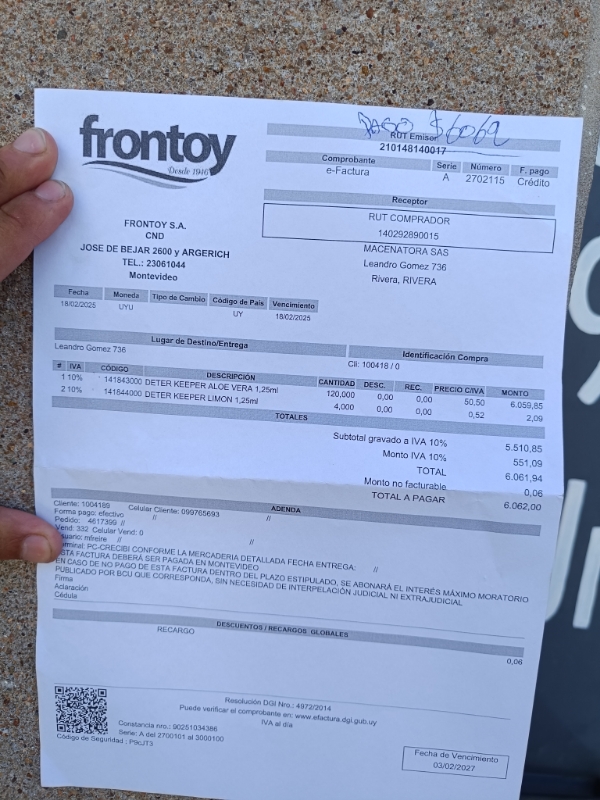 PAGO $6062
frontoy
Desde 1946
RUT Emisor
210148140017
Comprobante Serie Número F. pago
e-Factura A 2702115 Crédito
Receptor
RUT COMPRADOR
140292890015
MACENATORA SAS
Leandro Gomez 736
Rivera, RIVERA
FRONTOY S.A.
CND
JOSE DE BEJAR 2600 y ARGERICH
TEL.: 23061044
Montevideo
Fecha Moneda Tipo de Cambio Código de País Vencimiento
18/02/2025 UYU UY 18/02/2025
Lugar de Destino/Entrega Identificación Compra
Leandro Gomez 736 Cli: 100418 / 0
# IVA CÓDIGO DESCRIPCIÓN CANTIDAD DESC. REC. PRECIO C/IVA MONTO
1 10% 141843000 DETER KEEPER ALOE VERA 1,25ml 120,000 0,00 0,00 50,50 6.059,85
2 10% 141844000 DETER KEEPER LIMON 1,25ml 4,000 0,00 0,00 0,52 2,09
TOTALES
Subtotal gravado a IVA 10% 5.510,85
Monto IVA 10% 551,09
TOTAL 6.061,94
Monto no facturable 0,06
TOTAL A PAGAR 6.062,00
ADENDA
Cliente: 1004189 Celular Cliente: 099765693 //
Forma pago: efectivo //
Pedido: 4617399 //
Vend: 332 Celular Vend: 0
suario: mfreire // //
rminal: PC-CRECIBI CONFORME LA MERCADERIA DETALLADA FECHA ENTREGA: //
STA FACTURA DEBERÁ SER PAGADA EN MONTEVIDEO
EN CASO DE NO PAGO DE ESTA FACTURA DENTRO DEL PLAZO ESTIPULADO, SE ABONARÁ EL INTERÉS MÁXIMO MORATORIO
PUBLICADO POR BCU QUE CORRESPONDA, SIN NECESIDAD DE INTERPELACIÓN JUDICIAL NI EXTRAJUDICIAL
Firma
Aclaración
Cédula
DESCUENTOS / RECARGOS GLOBALES
RECARGO 0,06
Resolución DGI Nro.: 4972/2014
Puede verificar el comprobante en: www.efactura.dgi.gub.uy
IVA al día
Constancia nro.: 90251034386
Serie: A del 2700101 al 3000100
Código de Seguridad : P9cJT3
Fecha de Vencimiento
03/02/2027